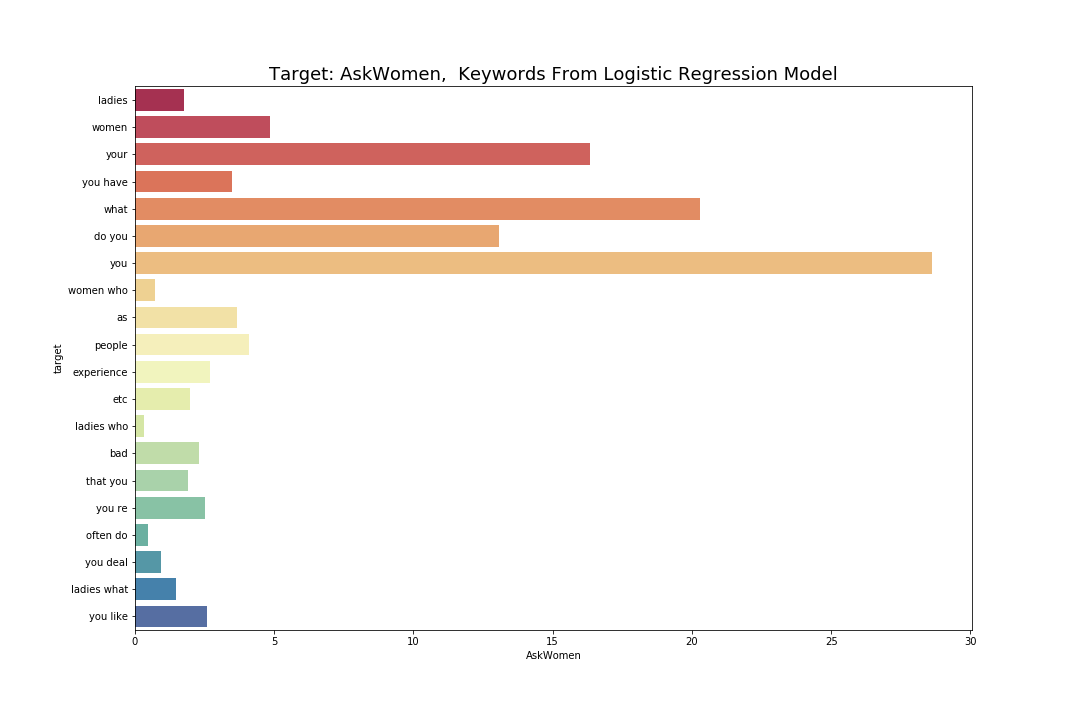 Target: AskWomen,  Keywords From Logistic Regression Model
ladies
women
your
you have
what
do you
you
women who
as
people
experience
etc
ladies who
bad
that you
you re
often do
you deal
ladies what
you like
target
0 5 10 15 20 25 30
AskWomen